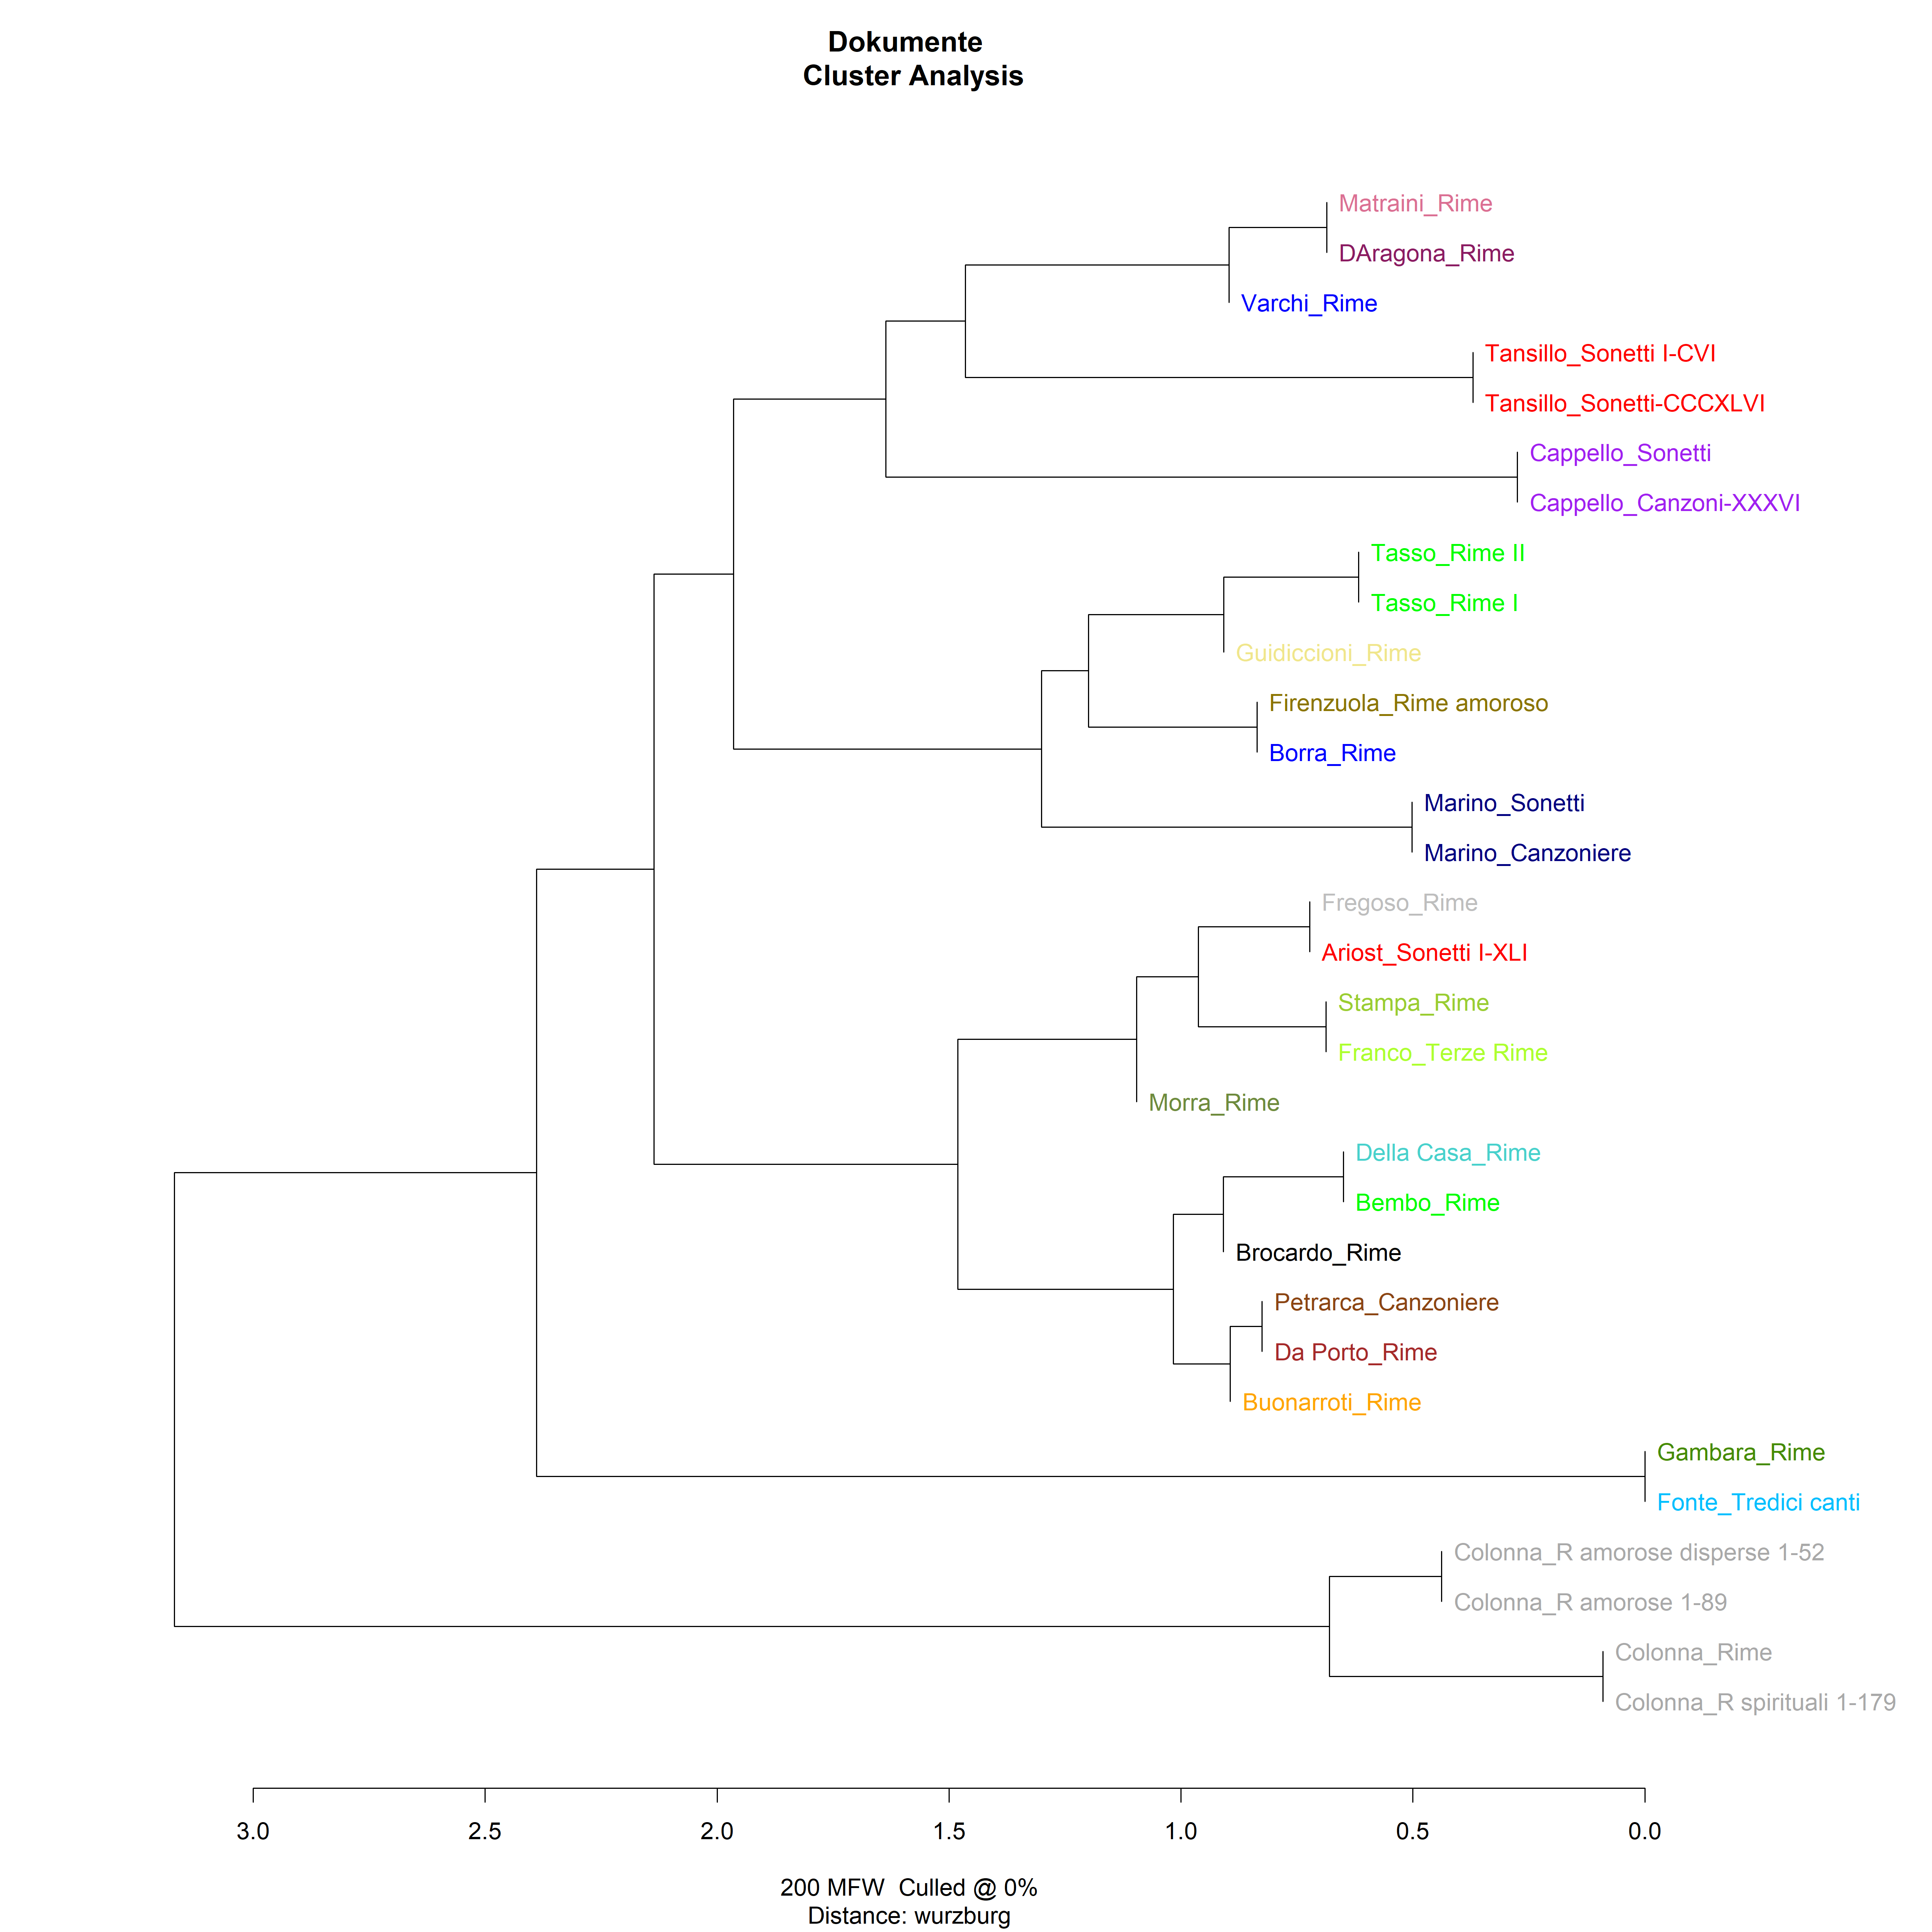 Dokumente
Cluster Analysis
Matraini_Rime
DAragona_Rime
Varchi_Rime
Tansillo_Sonetti I-CVI
Tansillo_Sonetti-CCCXLVI
Cappello_Sonetti
Cappello_Canzoni-XXXVI
Tasso_Rime II
Tasso_Rime I
Guidiccioni_Rime
Firenzuola_Rime amoroso
Borra_Rime
Marino_Sonetti
Marino_Canzoniere
Fregoso_Rime
Ariost_Sonetti I-XLI
Stampa_Rime
Franco_Terze Rime
Morra_Rime
Della Casa_Rime
Bembo_Rime
Brocardo_Rime
Petrarca_Canzoniere
Da Porto_Rime
Buonarroti_Rime
Gambara_Rime
Fonte_Tredici canti
Colonna_R amorose disperse 1-52
Colonna_R amorose 1-89
Colonna_Rime
Colonna_R spirituali 1-179
3.0 2.5 2.0 1.5 1.0 0.5 0.0
200 MFW  Culled @ 0%
Distance: wurzburg